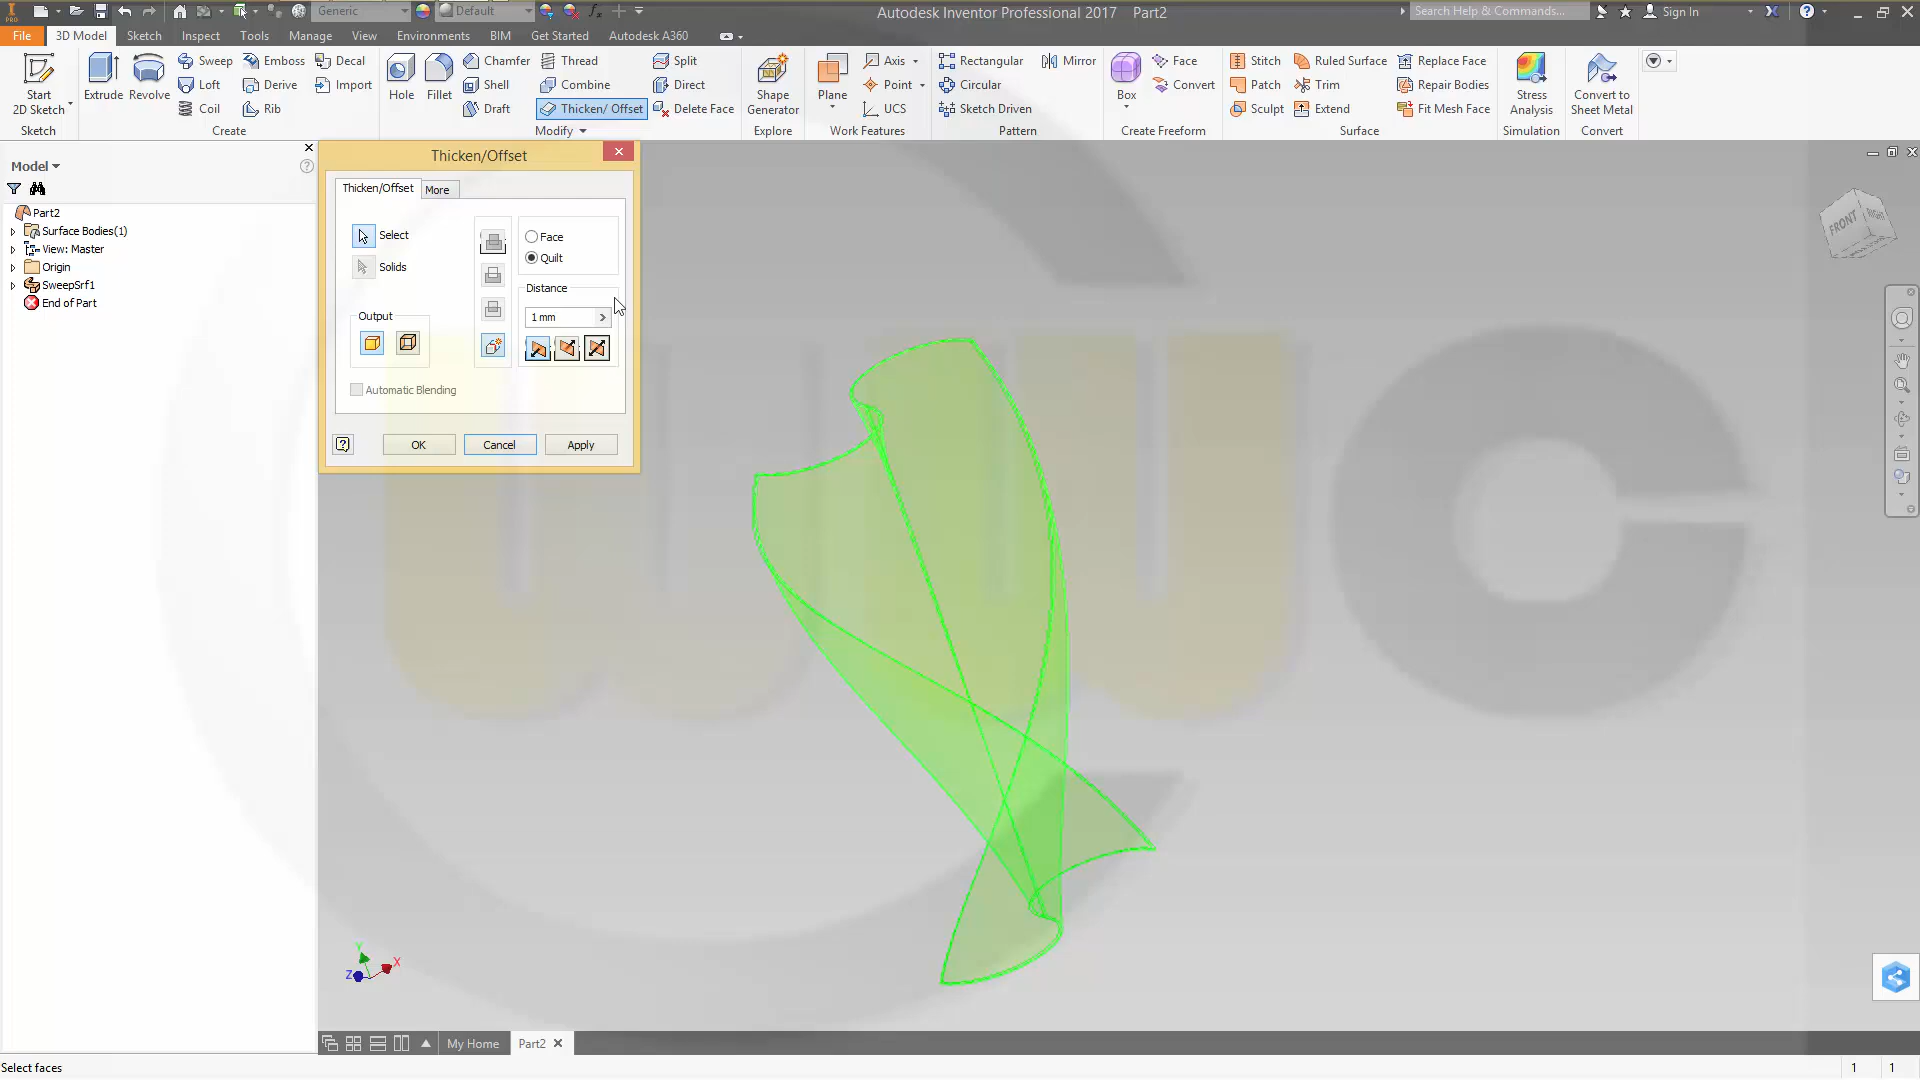 Generic
Default
Autodesk Inventor Professional 2017 Part2
Search Help & Commands...
Sign In
File
3D Model
Sketch
Inspect
Tools
Manage
View
Environments
BIM
Get Started
Autodesk A360
Start
2D Sketch
Sketch
Extrude
Revolve
Sweep
Loft
Coil
Emboss
Derive
Rib
Decal
Import
Create
Hole
Fillet
Chamfer
Shell
Draft
Thread
Combine
Thicken/ Offset
Split
Direct
Delete Face
Modify
Shape
Generator
Explore
Plane
Axis
Point
UCS
Work Features
Rectangular
Circular
Sketch Driven
Mirror
Pattern
Box
Face
Convert
Create Freeform
Stitch
Patch
Sculpt
Ruled Surface
Trim
Extend
Replace Face
Repair Bodies
Fit Mesh Face
Surface
Stress
Analysis
Simulation
Convert to
Sheet Metal
Convert
Model
Part2
Surface Bodies(1)
View: Master
Origin
SweepSrf1
End of Part
Thicken/Offset
Thicken/Offset
More
Select
Solids
Face
Quilt
Distance
1 mm
Output
Automatic Blending
OK
Cancel
Apply
FRONT
RIGHT
Y
X
Z
My Home
Part2
Select faces
1
1